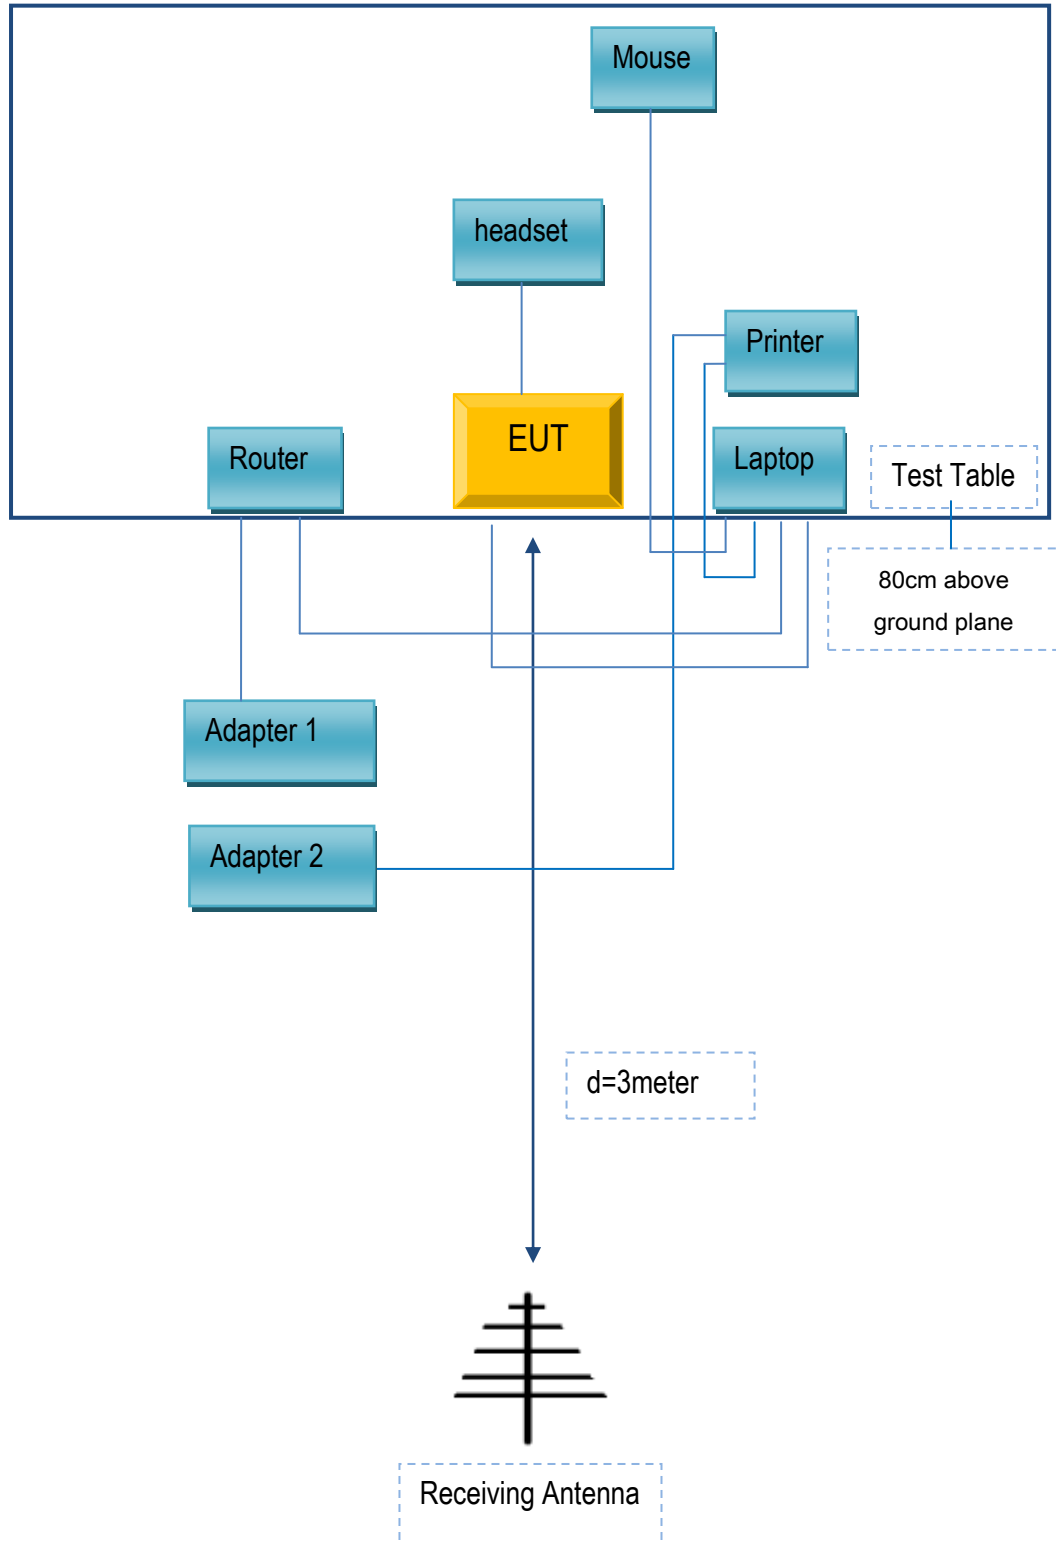 Mouse
headset
Printer
EUT
Router
Laptop
Test Table
80cm above
ground plane
Adapter 1
Adapter 2
d=3meter
Receiving Antenna